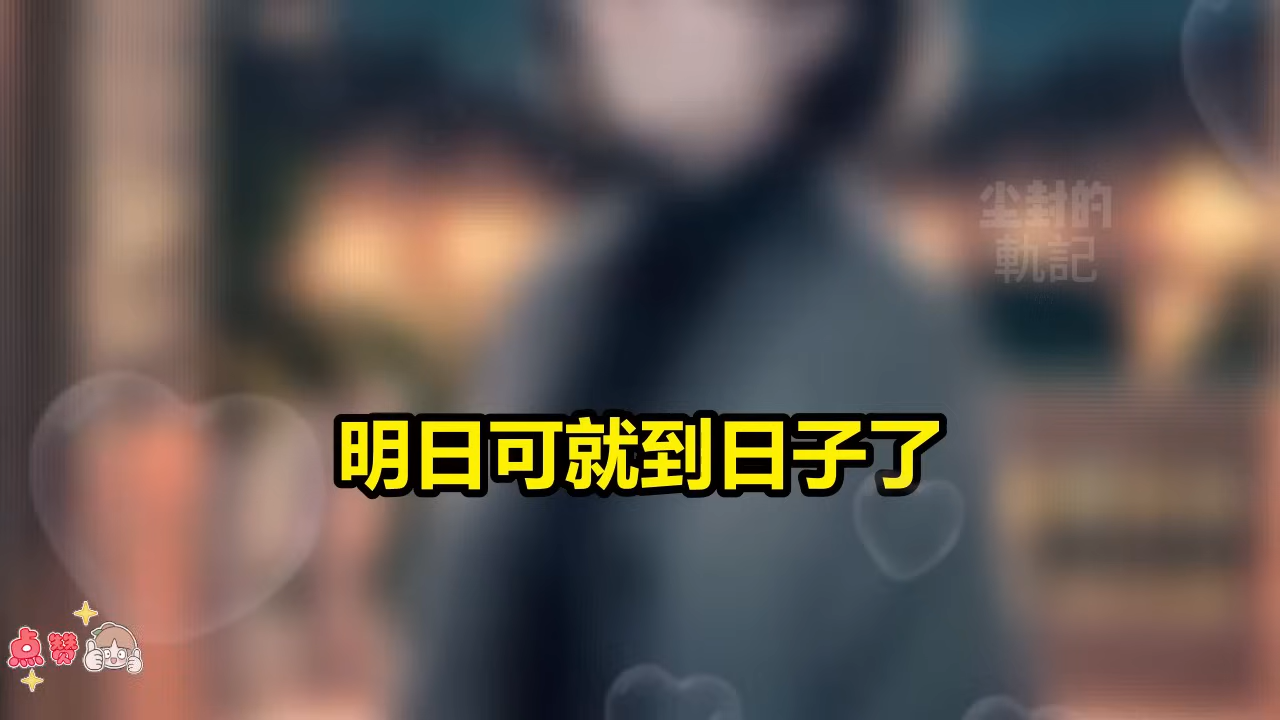 尘封的
軌記
明日可就到日子了
点赞